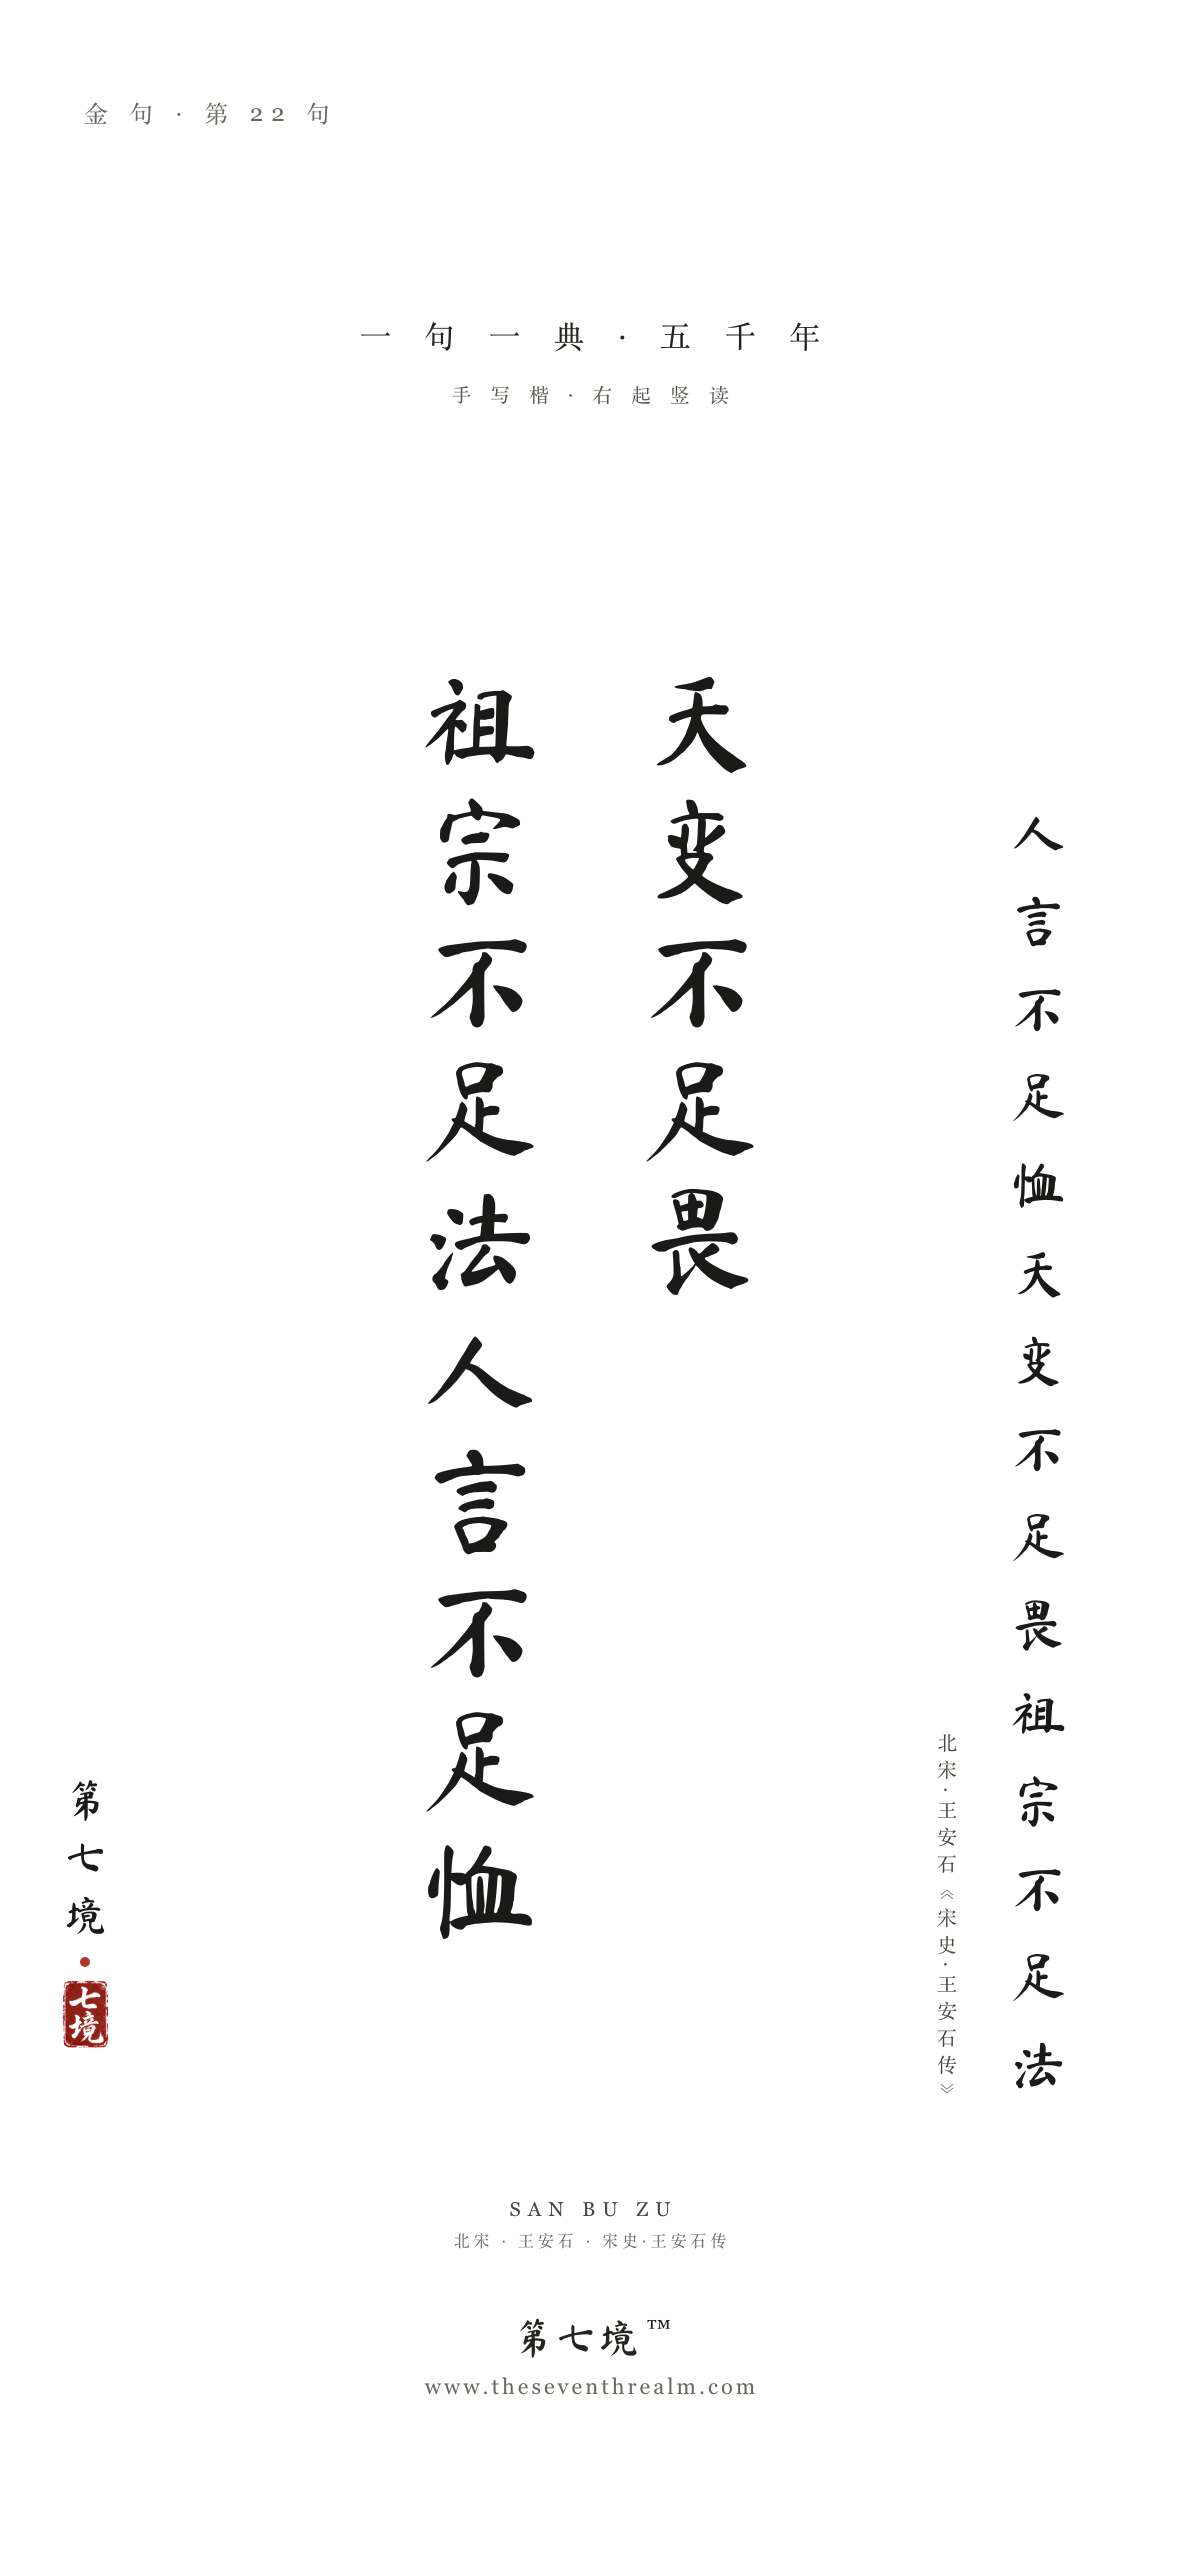 金句·第22句
一句一典·五千年
手写楷·右起竖读
人言不足恤天变不足畏祖宗不足法
北宋·王安石《宋史·王安石传》
天变不足畏
祖宗不足法人言不足恤
第七境
七境
SAN BU ZU
北宋·王安石·宋史·王安石传
第七境™
www.theseventhrealm.com